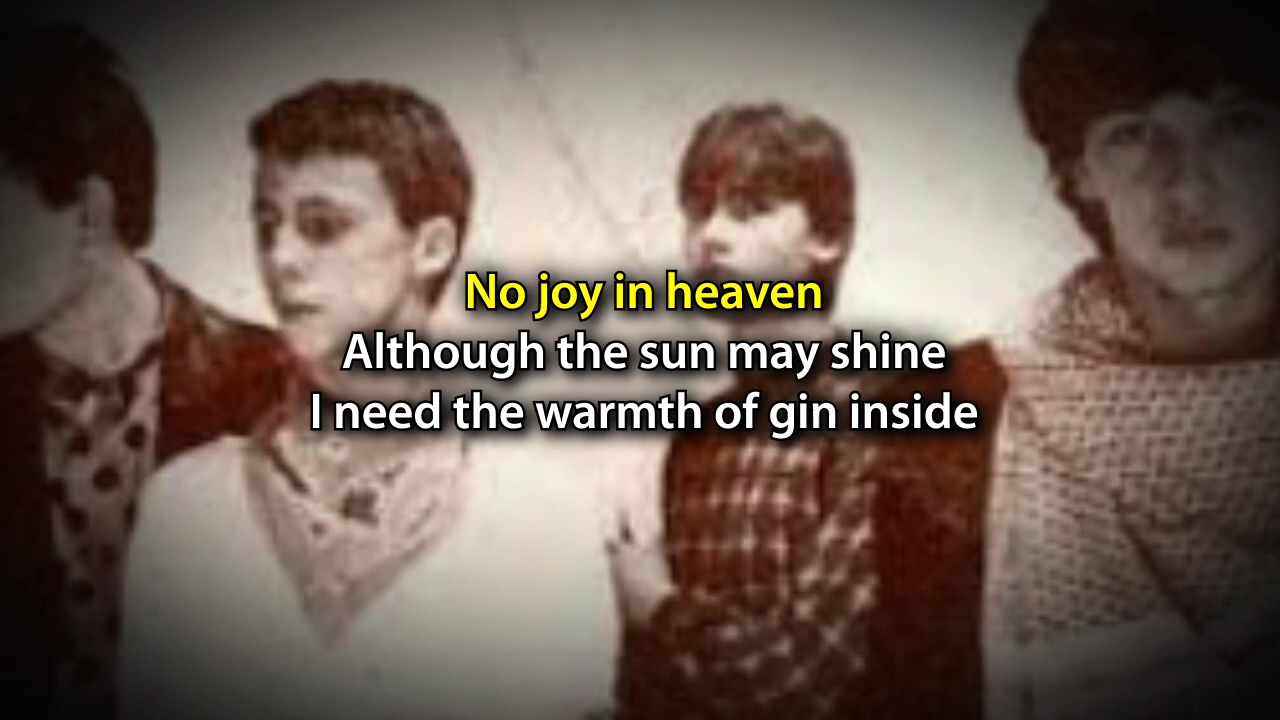 No joy in heaven
Although the sun may shine
I need the warmth of gin inside